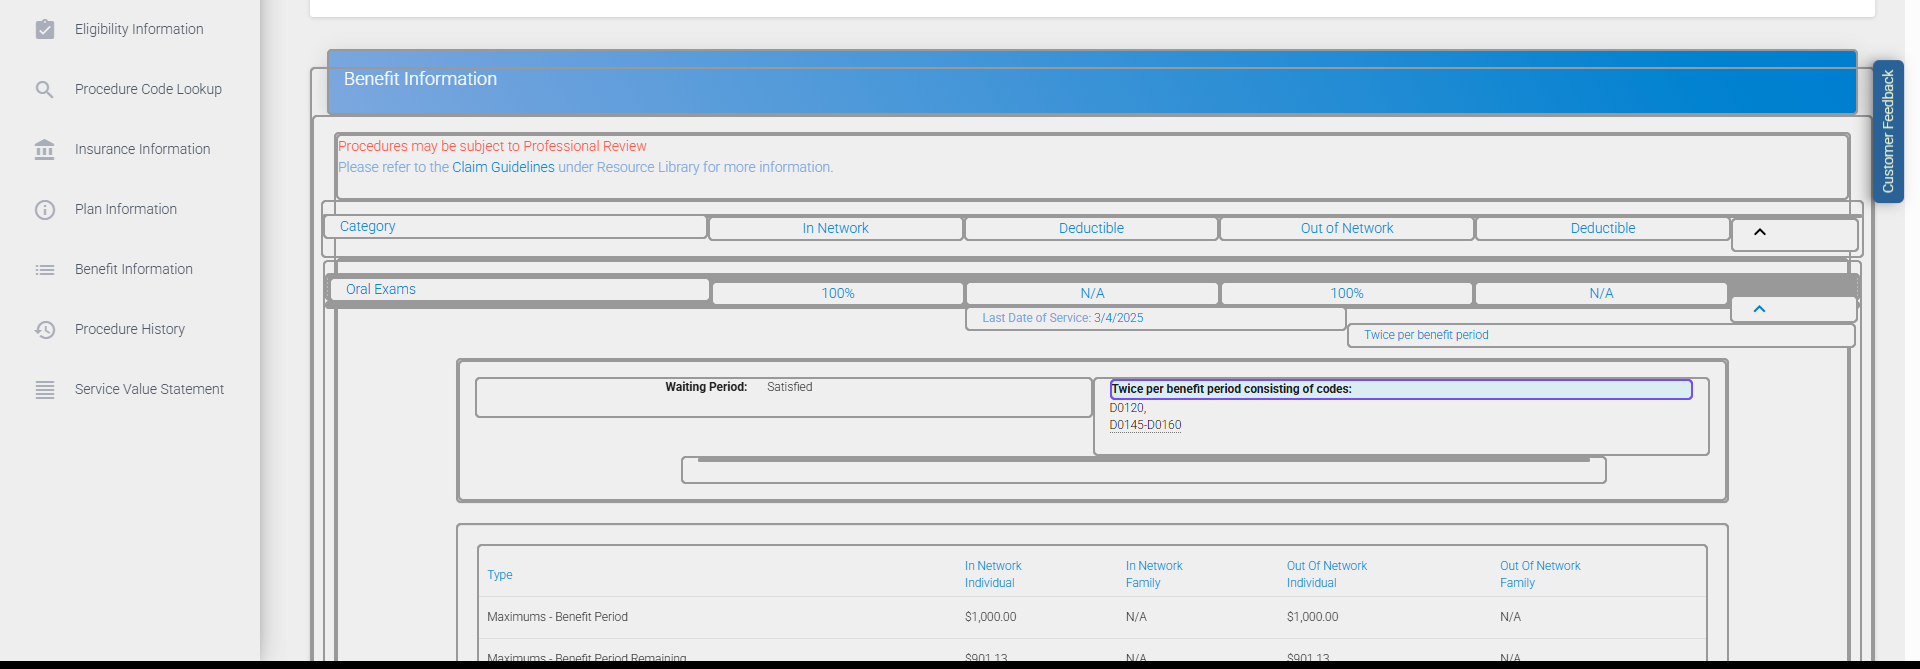 Eligibility Information
Procedure Code Lookup
Insurance Information
Plan Information
Benefit Information
Procedure History
Service Value Statement
Benefit Information
Customer Feedback
Procedures may be subject to Professional Review
Please refer to the Claim Guidelines under Resource Library for more information.
Category In Network Deductible Out of Network Deductible
Oral Exams 100% N/A 100% N/A
Last Date of Service: 3/4/2025
Twice per benefit period
Waiting Period: Satisfied
Twice per benefit period consisting of codes:
D0120,
D0145-D0160
Type In Network Individual In Network Family Out Of Network Individual Out Of Network Family
Maximums - Benefit Period $1,000.00 N/A $1,000.00 N/A
Maximums - Benefit Period Remaining $901.13 N/A $901.13 N/A